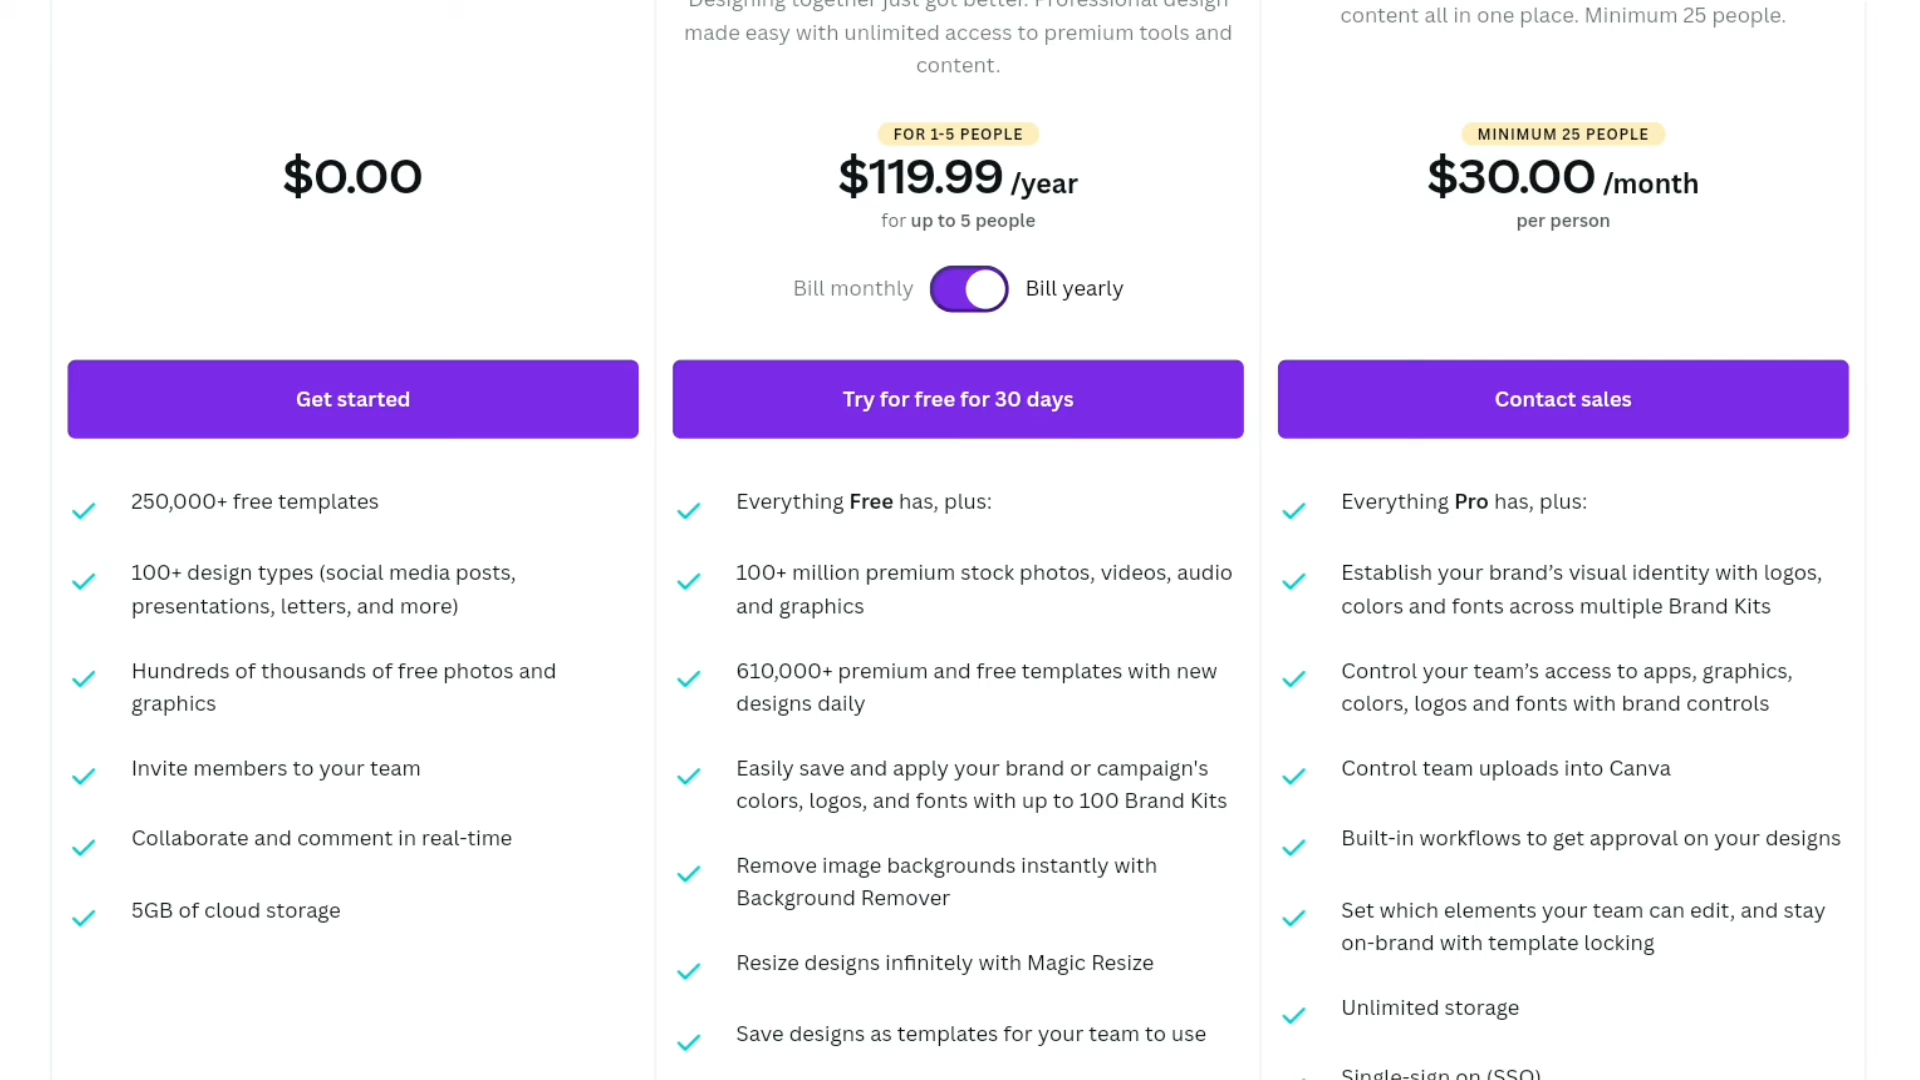 $0.00
Get started
250,000+ free templates
100+ design types (social media posts,
presentations, letters, and more)
Hundreds of thousands of free photos and
graphics
Invite members to your team
Collaborate and comment in real-time
5GB of cloud storage
Designing together just got better. Professional design
made easy with unlimited access to premium tools and
content.
FOR 1-5 PEOPLE
$119.99 /year
for up to 5 people
Bill monthly Bill yearly
Try for free for 30 days
Everything Free has, plus:
100+ million premium stock photos, videos, audio
and graphics
610,000+ premium and free templates with new
designs daily
Easily save and apply your brand or campaign's
colors, logos, and fonts with up to 100 Brand Kits
Remove image backgrounds instantly with
Background Remover
Resize designs infinitely with Magic Resize
Save designs as templates for your team to use
content all in one place. Minimum 25 people.
MINIMUM 25 PEOPLE
$30.00 /month
per person
Contact sales
Everything Pro has, plus:
Establish your brand’s visual identity with logos,
colors and fonts across multiple Brand Kits
Control your team’s access to apps, graphics,
colors, logos and fonts with brand controls
Control team uploads into Canva
Built-in workflows to get approval on your designs
Set which elements your team can edit, and stay
on-brand with template locking
Unlimited storage
Single-sign on (SSO)